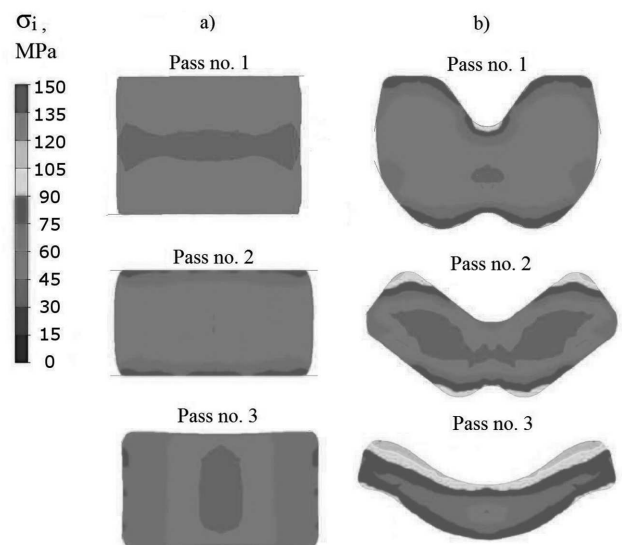 σi ,
MPa
150
135
120
105
90
75
60
45
30
15
0
a)
Pass no. 1
Pass no. 2
Pass no. 3
b)
Pass no. 1
Pass no. 2
Pass no. 3